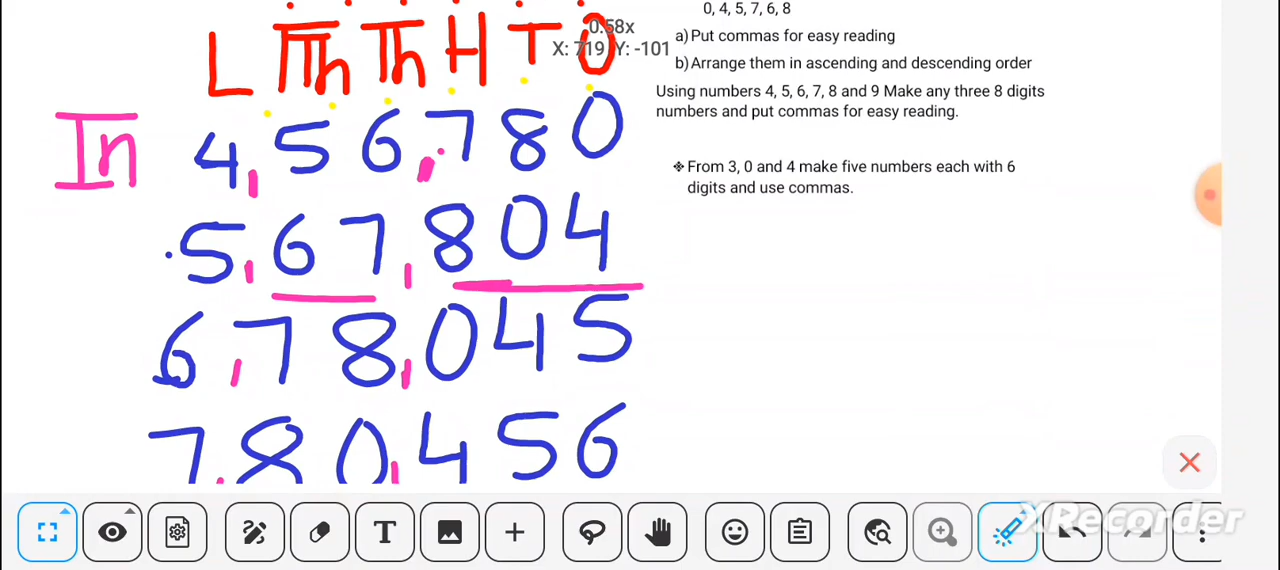 L TTh Th H T O
In 4,56,780
5,67,804
6,78,045
7,80,456
0.58x
X: 719 Y: -101
0, 4, 5, 7, 6, 8
a) Put commas for easy reading
b) Arrange them in ascending and descending order
Using numbers 4, 5, 6, 7, 8 and 9 Make any three 8 digits
numbers and put commas for easy reading.
❖ From 3, 0 and 4 make five numbers each with 6
digits and use commas.
T
XRecorder